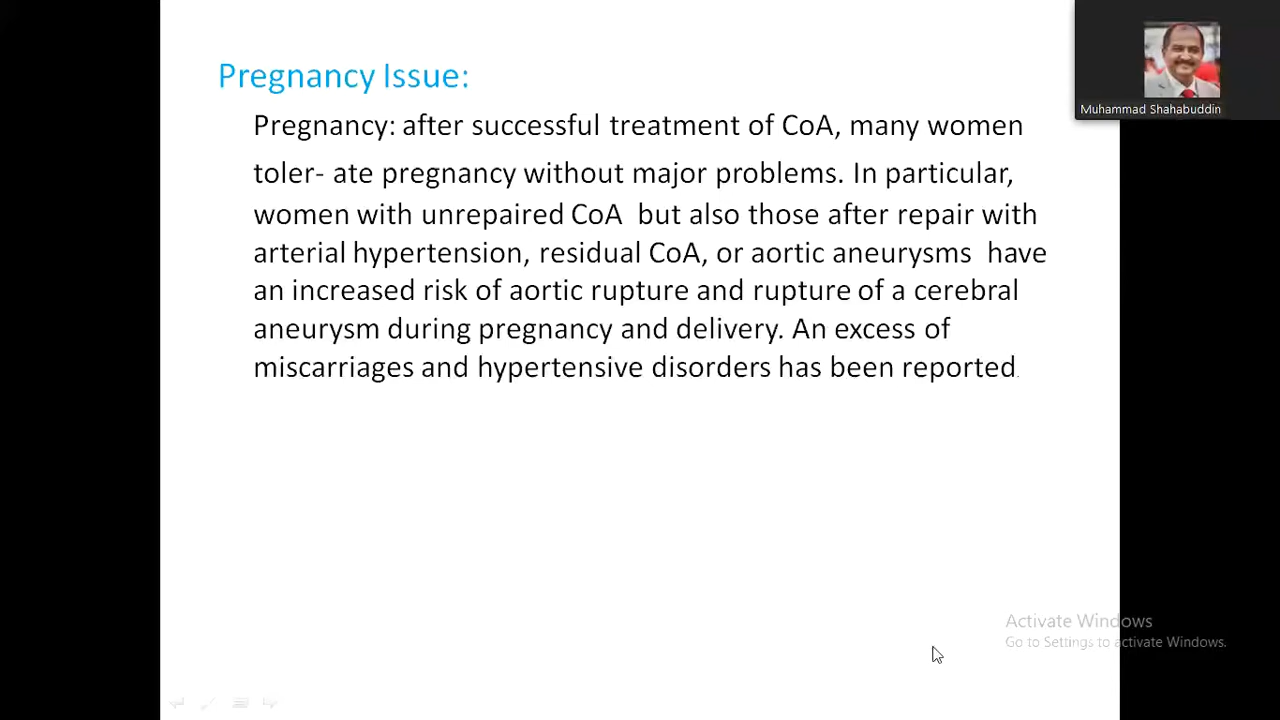 Pregnancy Issue:
Muhammad Shahabuddin
Pregnancy: after successful treatment of CoA, many women
toler- ate pregnancy without major problems. In particular,
women with unrepaired CoA but also those after repair with
arterial hypertension, residual CoA, or aortic aneurysms have
an increased risk of aortic rupture and rupture of a cerebral
aneurysm during pregnancy and delivery. An excess of
miscarriages and hypertensive disorders has been reported.
Activate Windows
Go to Settings to activate Windows.